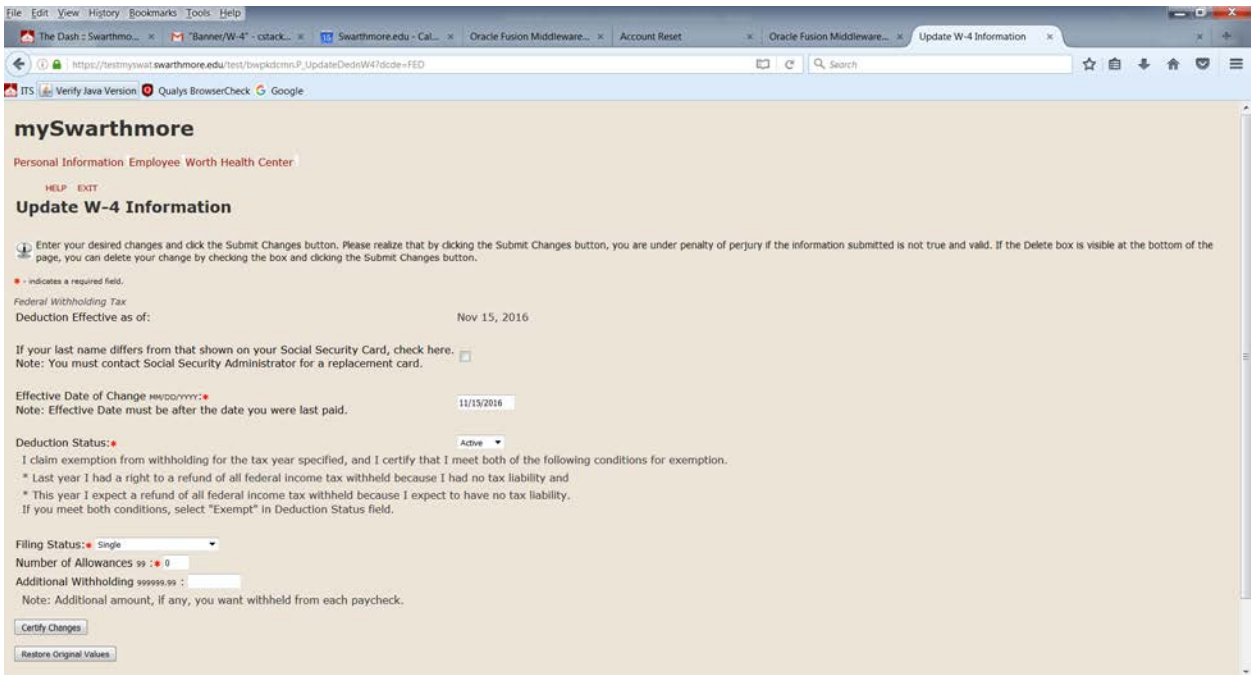 File Edit View History Bookmarks Tools Help
The Dash :: Swarthmo... × "Banner/W-4" - cstack... × 15 Swarthmore.edu - Cal... × Oracle Fusion Middleware... × Account Reset × Oracle Fusion Middleware... × Update W-4 Information ×
https://testmyswat.swarthmore.edu/test/bwpkdcmn.P_UpdateDednW4?dcde=FED Search
ITS Verify Java Version Qualys BrowserCheck Google
mySwarthmore
Personal Information Employee Worth Health Center
HELP EXIT
Update W-4 Information
Enter your desired changes and click the Submit Changes button. Please realize that by clicking the Submit Changes button, you are under penalty of perjury if the information submitted is not true and valid. If the Delete box is visible at the bottom of the
page, you can delete your change by checking the box and clicking the Submit Changes button.
* - indicates a required field.
Federal Withholding Tax
Deduction Effective as of: Nov 15, 2016
If your last name differs from that shown on your Social Security Card, check here.
Note: You must contact Social Security Administrator for a replacement card.
Effective Date of Change MM/DD/YYYY:* 11/15/2016
Note: Effective Date must be after the date you were last paid.
Deduction Status:* Active
I claim exemption from withholding for the tax year specified, and I certify that I meet both of the following conditions for exemption.
* Last year I had a right to a refund of all federal income tax withheld because I had no tax liability and
* This year I expect a refund of all federal income tax withheld because I expect to have no tax liability.
If you meet both conditions, select "Exempt" in Deduction Status field.
Filing Status:* Single
Number of Allowances 99 :* 0
Additional Withholding 999999.99 :
Note: Additional amount, if any, you want withheld from each paycheck.
Certify Changes
Restore Original Values